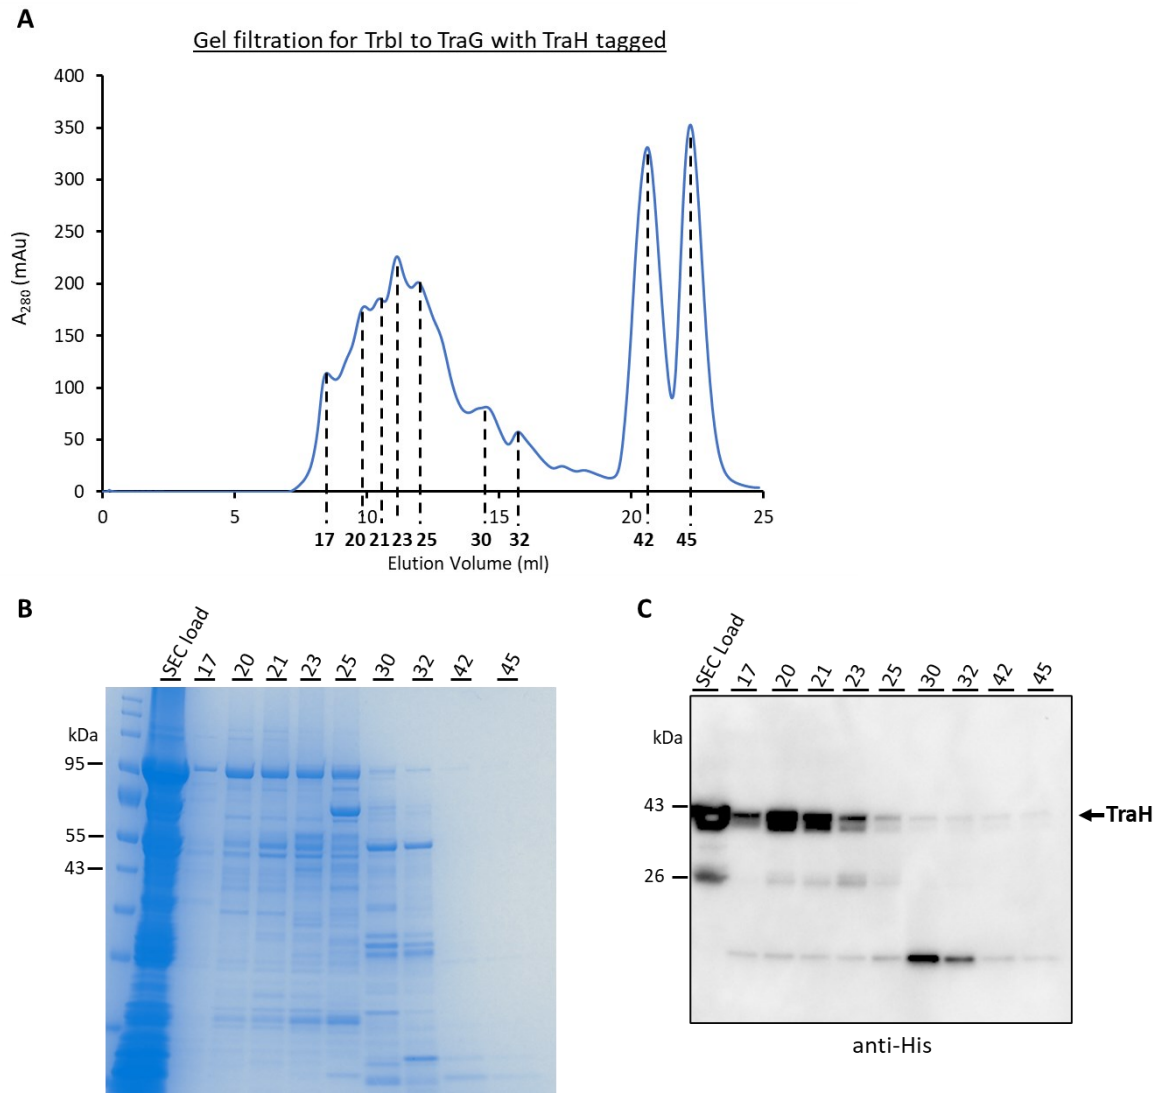 A
Gel filtration for TrbI to TraG with TraH tagged
400
350
300
250
200
150
100
50
0
A280 (mAu)
0 5 10 15 20 25
17 20 21 23 25 30 32 42 45
Elution Volume (ml)
B
SEC load 17 20 21 23 25 30 32 42 45
kDa
95
55
43
C
SEC Load 17 20 21 23 25 30 32 42 45
kDa
43
TraH
26
anti-His